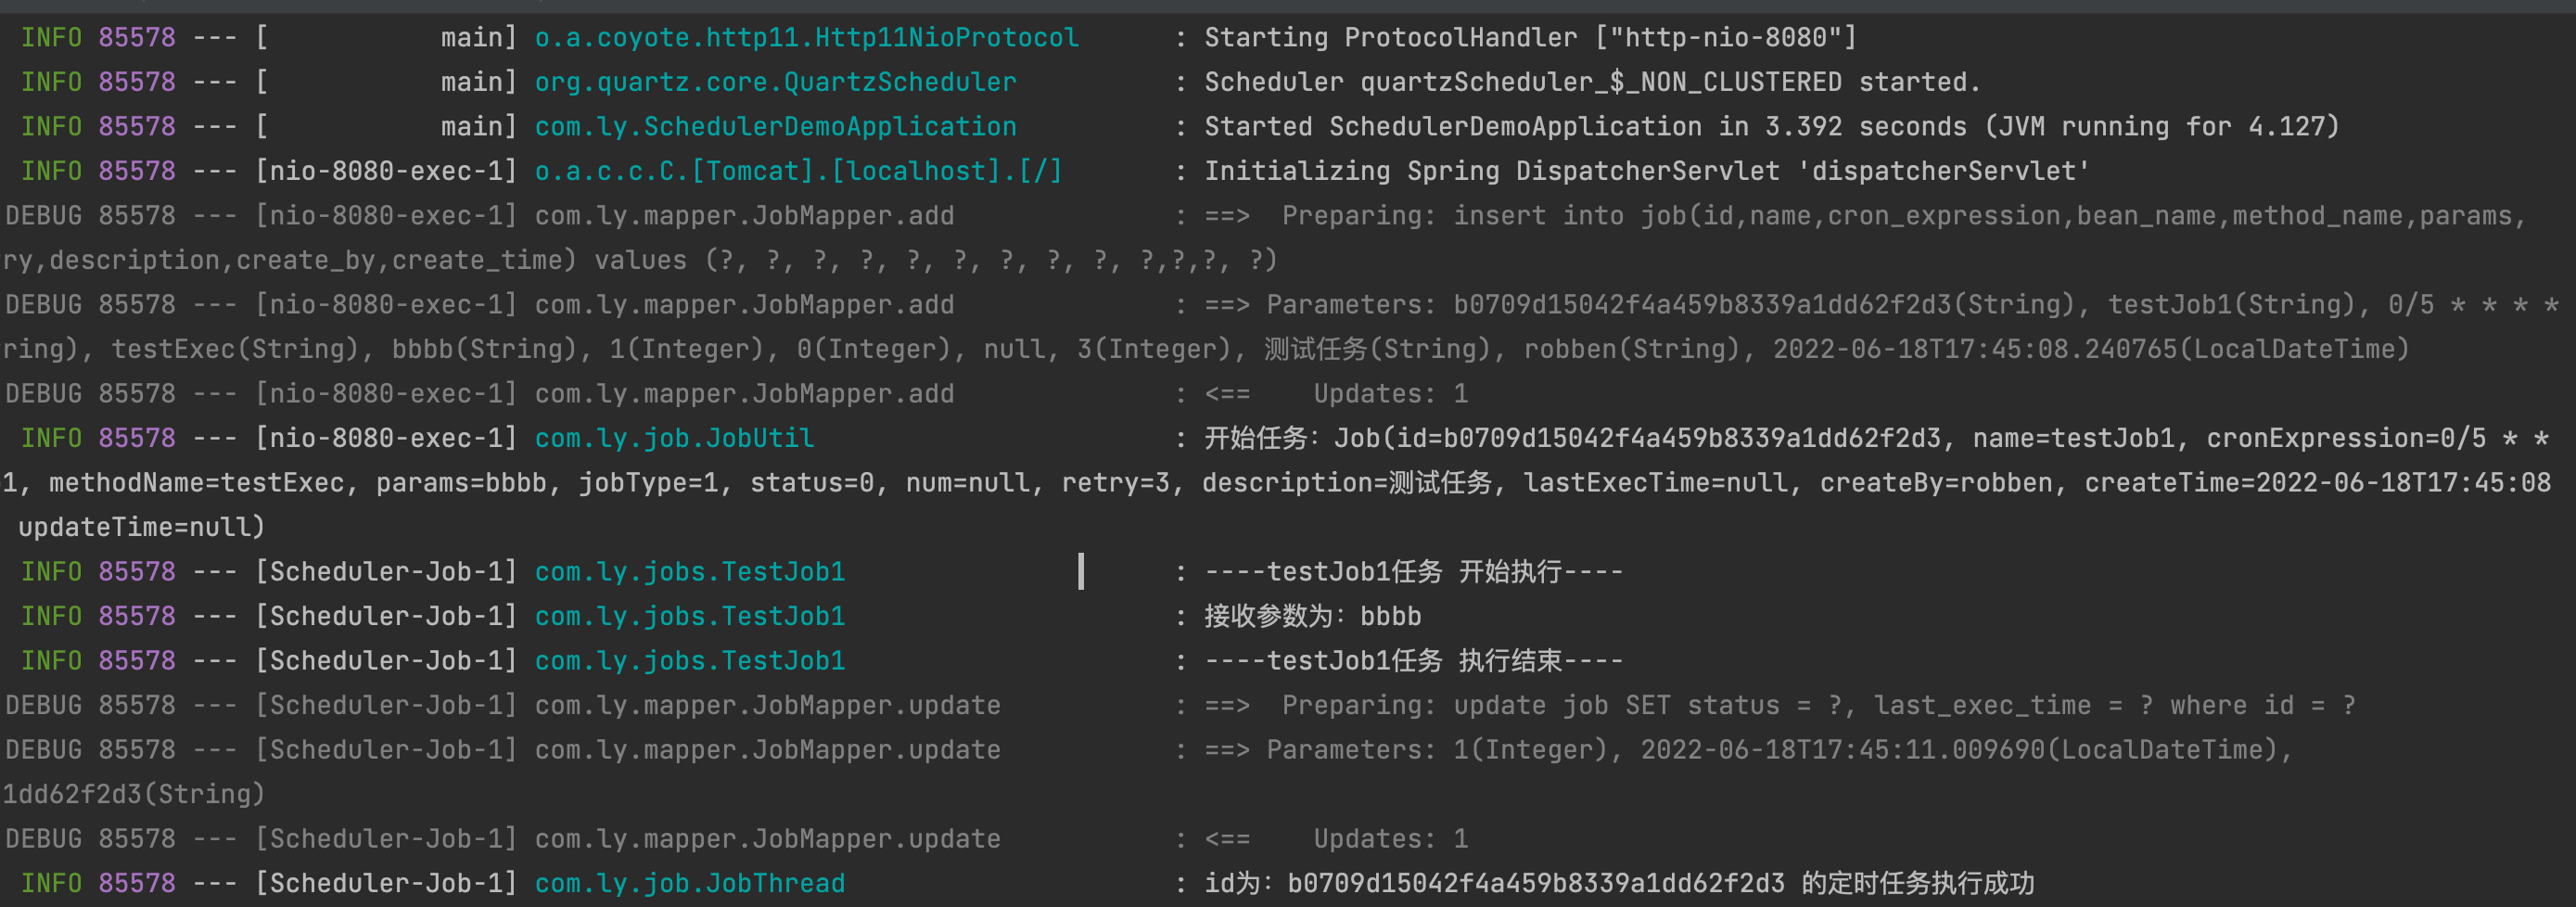 INFO 85578 --- [           main] o.a.coyote.http11.Http11NioProtocol      : Starting ProtocolHandler ["http-nio-8080"]
INFO 85578 --- [           main] org.quartz.core.QuartzScheduler          : Scheduler quartzScheduler_$_NON_CLUSTERED started.
INFO 85578 --- [           main] com.ly.SchedulerDemoApplication          : Started SchedulerDemoApplication in 3.392 seconds (JVM running for 4.127)
INFO 85578 --- [nio-8080-exec-1] o.a.c.c.C.[Tomcat].[localhost].[/]       : Initializing Spring DispatcherServlet 'dispatcherServlet'
DEBUG 85578 --- [nio-8080-exec-1] com.ly.mapper.JobMapper.add              : ==>  Preparing: insert into job(id,name,cron_expression,bean_name,method_name,params,
ry,description,create_by,create_time) values (?, ?, ?, ?, ?, ?, ?, ?, ?, ?,?,?, ?)
DEBUG 85578 --- [nio-8080-exec-1] com.ly.mapper.JobMapper.add              : ==> Parameters: b0709d15042f4a459b8339a1dd62f2d3(String), testJob1(String), 0/5 * * * *
ring), testExec(String), bbbb(String), 1(Integer), 0(Integer), null, 3(Integer), 测试任务(String), robben(String), 2022-06-18T17:45:08.240765(LocalDateTime)
DEBUG 85578 --- [nio-8080-exec-1] com.ly.mapper.JobMapper.add              : <==    Updates: 1
INFO 85578 --- [nio-8080-exec-1] com.ly.job.JobUtil                       : 开始任务：Job(id=b0709d15042f4a459b8339a1dd62f2d3, name=testJob1, cronExpression=0/5 * *
1, methodName=testExec, params=bbbb, jobType=1, status=0, num=null, retry=3, description=测试任务, lastExecTime=null, createBy=robben, createTime=2022-06-18T17:45:08
updateTime=null)
INFO 85578 --- [Scheduler-Job-1] com.ly.jobs.TestJob1                     : ----testJob1任务 开始执行----
INFO 85578 --- [Scheduler-Job-1] com.ly.jobs.TestJob1                     : 接收参数为：bbbb
INFO 85578 --- [Scheduler-Job-1] com.ly.jobs.TestJob1                     : ----testJob1任务 执行结束----
DEBUG 85578 --- [Scheduler-Job-1] com.ly.mapper.JobMapper.update           : ==>  Preparing: update job SET status = ?, last_exec_time = ? where id = ?
DEBUG 85578 --- [Scheduler-Job-1] com.ly.mapper.JobMapper.update           : ==> Parameters: 1(Integer), 2022-06-18T17:45:11.009690(LocalDateTime),
1dd62f2d3(String)
DEBUG 85578 --- [Scheduler-Job-1] com.ly.mapper.JobMapper.update           : <==    Updates: 1
INFO 85578 --- [Scheduler-Job-1] com.ly.job.JobThread                     : id为：b0709d15042f4a459b8339a1dd62f2d3 的定时任务执行成功